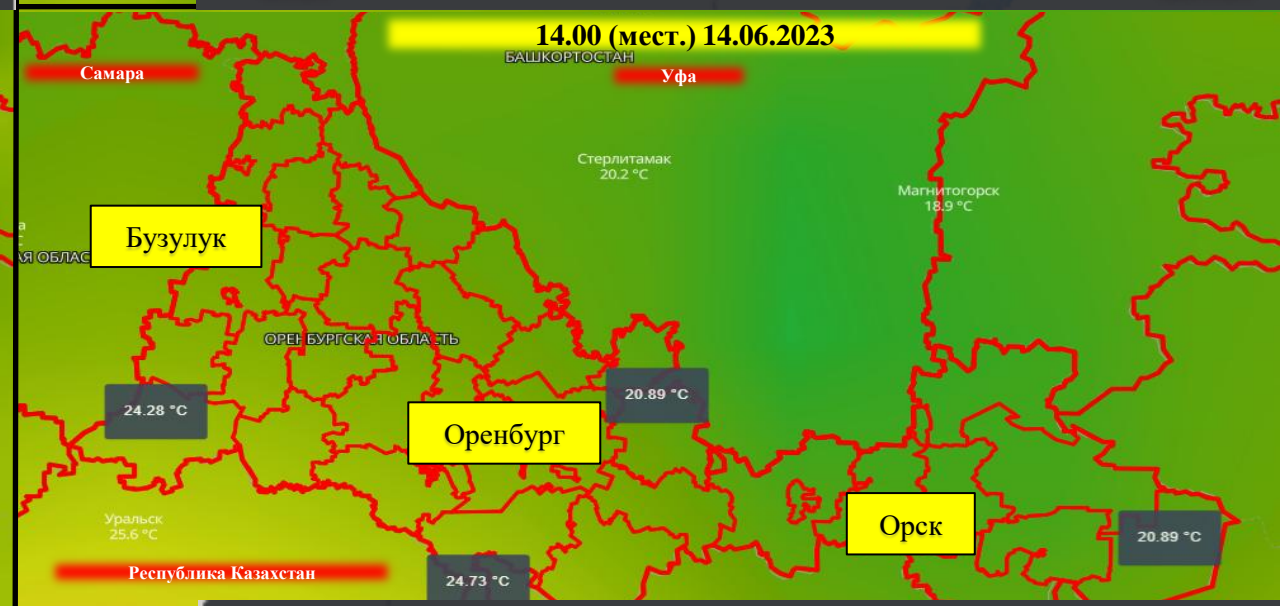 14.00 (мест.) 14.06.2023
БАШКОРТОСТАН
Самара
Уфа
Стерлитамак
20.2 °C
Магнитогорск
18.9 °C
Бузулук
ОРЕНБУРГСКАЯ ОБЛАСТЬ
24.28 °C
20.89 °C
Оренбург
Орск
Уральск
25.6 °C
20.89 °C
Республика Казахстан
24.73 °C